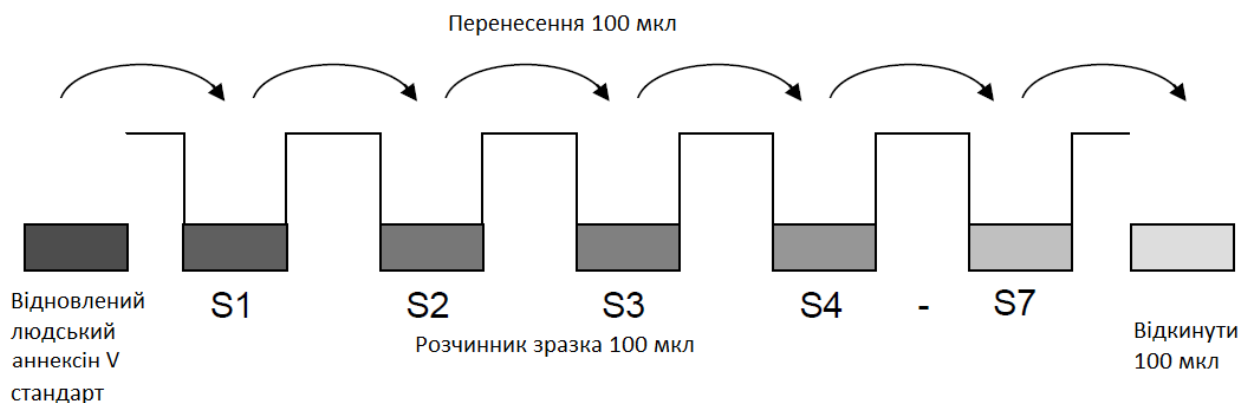 Перенесення 100 мкл
Відновлений
людський
аннексін V
стандарт
S1
S2
S3
S4
-
S7
Розчинник зразка 100 мкл
Відкинути
100 мкл